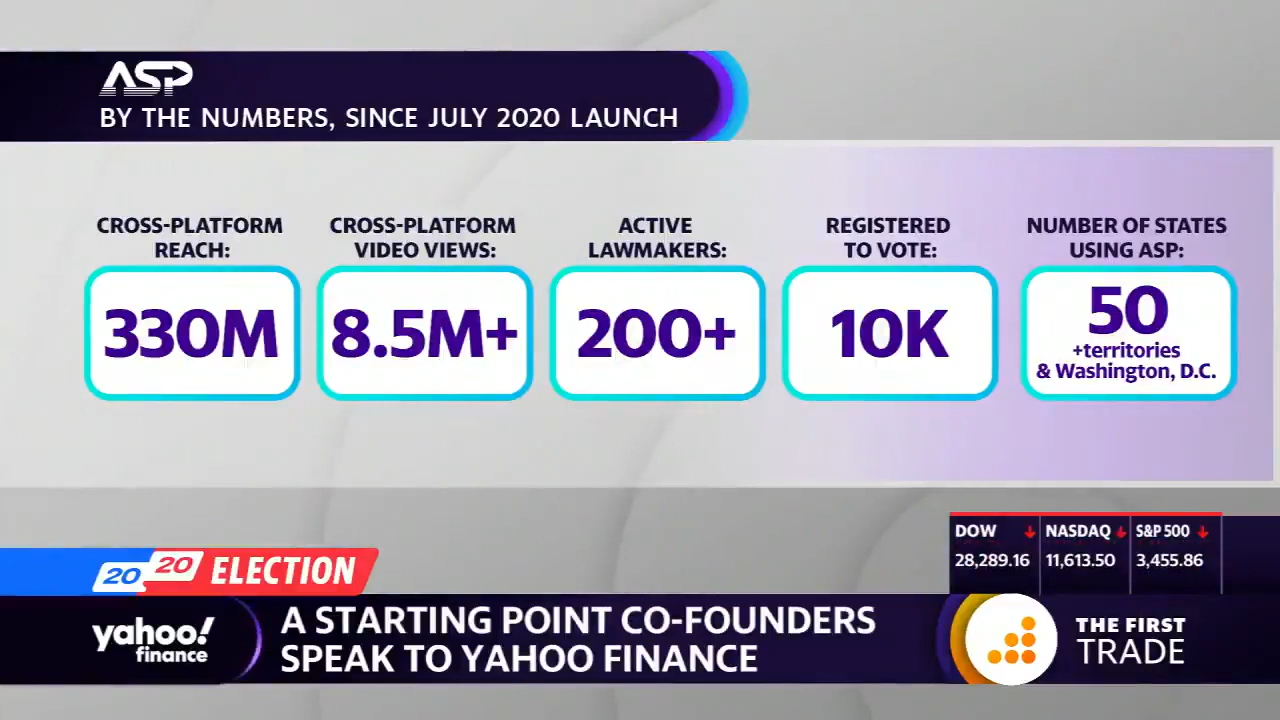 ASP
BY THE NUMBERS, SINCE JULY 2020 LAUNCH
CROSS-PLATFORM
REACH:
330M
CROSS-PLATFORM
VIDEO VIEWS:
8.5M+
ACTIVE
LAWMAKERS:
200+
REGISTERED
TO VOTE:
10K
NUMBER OF STATES
USING ASP:
50
+territories
& Washington, D.C.
DOW
28,289.16
NASDAQ
11,613.50
S&P 500
3,455.86
2020 ELECTION
yahoo!
finance
A STARTING POINT CO-FOUNDERS
SPEAK TO YAHOO FINANCE
THE FIRST
TRADE